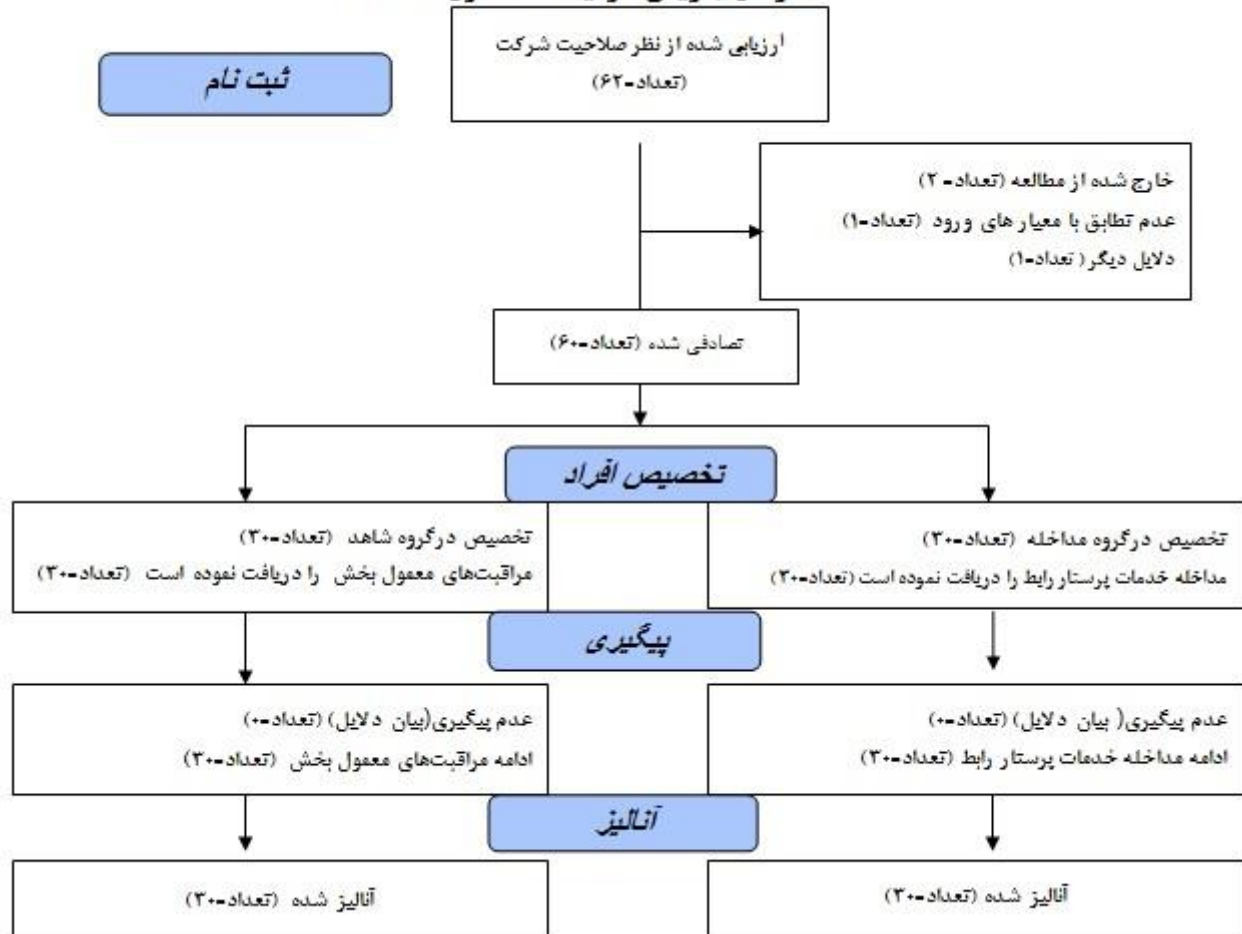 ارزیابی شده از نظر صلاحیت شرکت
(تعداد=۶۲)
ثبت نام
خارج شده از مطالعه (تعداد=۲)
عدم تطابق با معیار های ورود (تعداد=۱)
دلایل دیگر (تعداد=۱)
تصادفی شده (تعداد=۶۰)
تخصیص افراد
تخصیص درگروه مداخله (تعداد=۳۰)
مداخله خدمات پرستار رابط را دریافت نموده است (تعداد=۳۰)
تخصیص درگروه شاهد (تعداد=۳۰)
مراقبت‌های معمول بخش را دریافت نموده است (تعداد=۳۰)
پیگیری
عدم پیگیری( بیان دلایل) (تعداد=۰)
ادامه مداخله خدمات پرستار رابط (تعداد=۳۰)
عدم پیگیری(بیان دلایل) (تعداد=۰)
ادامه مراقبت‌های معمول بخش (تعداد=۳۰)
آنالیز
آنالیز شده (تعداد=۳۰)
آنالیز شده (تعداد=۳۰)